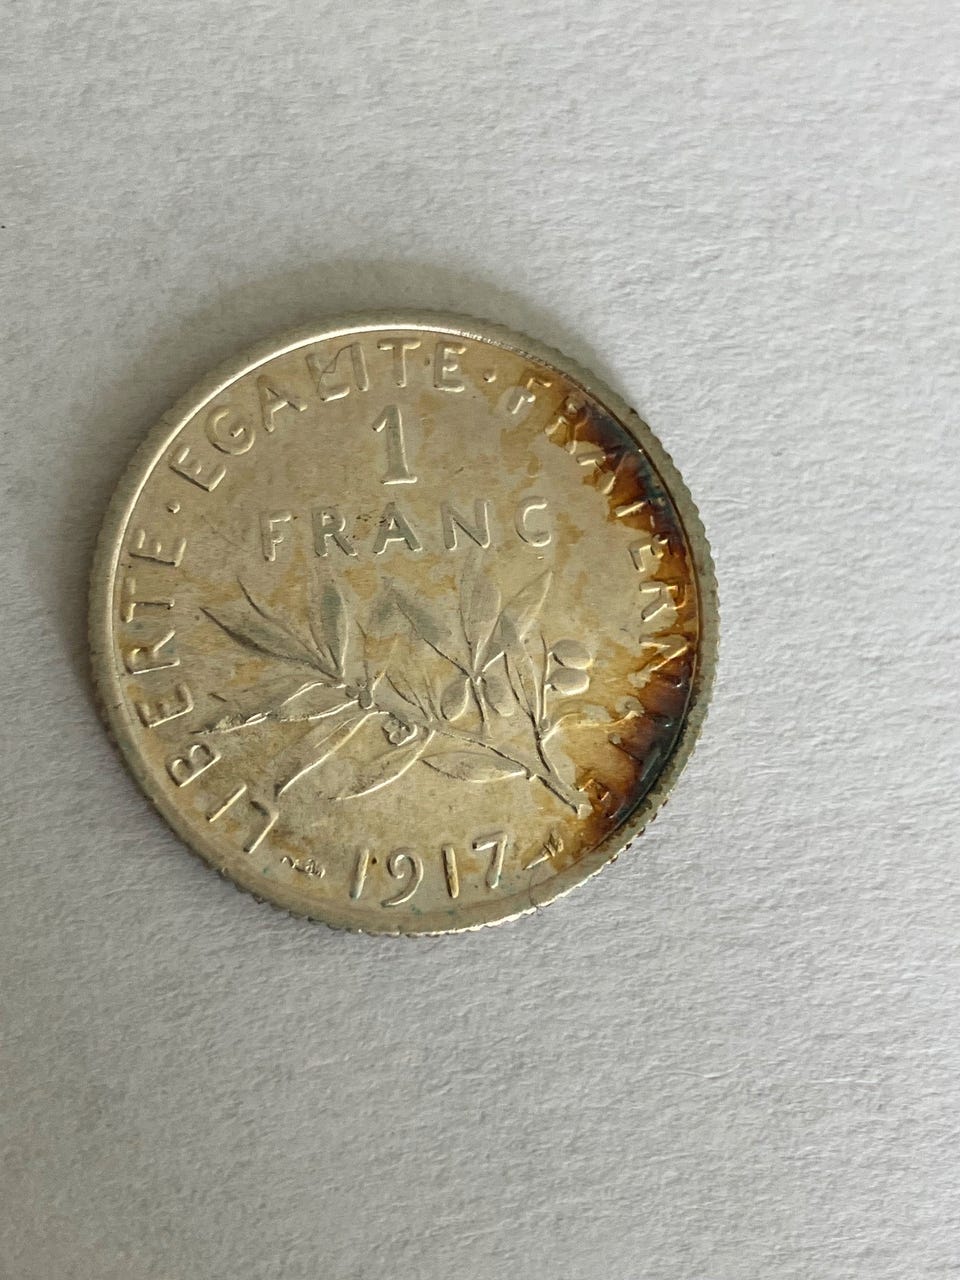 LIBERTE · EGALITE · FRATERNITE
1
FRANC
1917